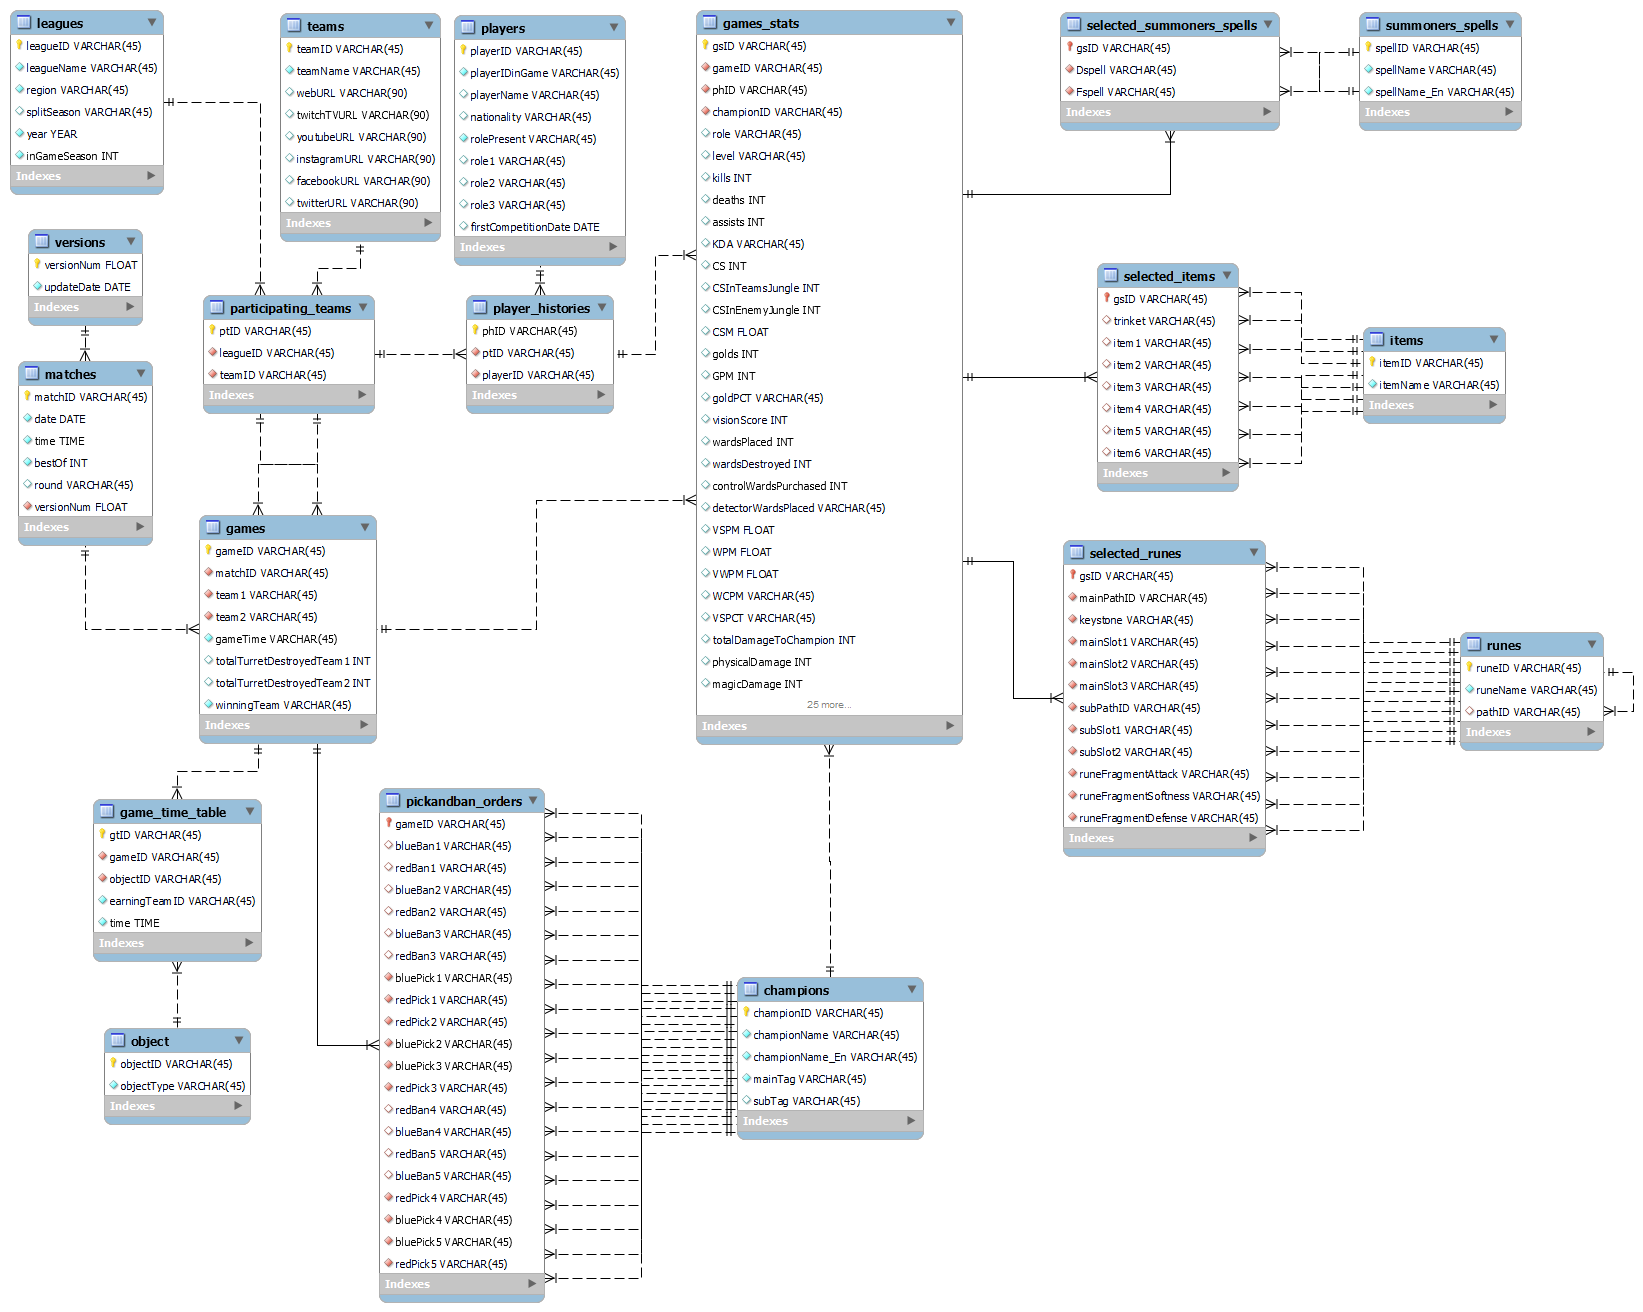 leagues
leagueID VARCHAR(45)
leagueName VARCHAR(45)
region VARCHAR(45)
splitSeason VARCHAR(45)
year YEAR
inGameSeason INT
Indexes
teams
teamID VARCHAR(45)
teamName VARCHAR(45)
webURL VARCHAR(90)
twitchTVURL VARCHAR(90)
youtubeURL VARCHAR(90)
instagramURL VARCHAR(90)
facebookURL VARCHAR(90)
twitterURL VARCHAR(90)
Indexes
players
playerID VARCHAR(45)
playerIDinGame VARCHAR(45)
playerName VARCHAR(45)
nationality VARCHAR(45)
rolePresent VARCHAR(45)
role1 VARCHAR(45)
role2 VARCHAR(45)
role3 VARCHAR(45)
firstCompetitionDate DATE
Indexes
games_stats
gsID VARCHAR(45)
gameID VARCHAR(45)
phID VARCHAR(45)
championID VARCHAR(45)
role VARCHAR(45)
level VARCHAR(45)
kills INT
deaths INT
assists INT
KDA VARCHAR(45)
CS INT
CSInTeamsJungle INT
CSInEnemyJungle INT
CSM FLOAT
golds INT
GPM INT
goldPCT VARCHAR(45)
visionScore INT
wardsPlaced INT
wardsDestroyed INT
controlWardsPurchased INT
detectorWardsPlaced VARCHAR(45)
VSPM FLOAT
WPM FLOAT
VWPM FLOAT
WCPM VARCHAR(45)
VSPCT VARCHAR(45)
totalDamageToChampion INT
physicalDamage INT
magicDamage INT
25 more...
Indexes
selected_summoners_spells
gsID VARCHAR(45)
Dspell VARCHAR(45)
Fspell VARCHAR(45)
Indexes
summoners_spells
spellID VARCHAR(45)
spellName VARCHAR(45)
spellName_En VARCHAR(45)
Indexes
versions
versionNum FLOAT
updateDate DATE
Indexes
participating_teams
ptID VARCHAR(45)
leagueID VARCHAR(45)
teamID VARCHAR(45)
Indexes
player_histories
phID VARCHAR(45)
ptID VARCHAR(45)
playerID VARCHAR(45)
Indexes
selected_items
gsID VARCHAR(45)
trinket VARCHAR(45)
item1 VARCHAR(45)
item2 VARCHAR(45)
item3 VARCHAR(45)
item4 VARCHAR(45)
item5 VARCHAR(45)
item6 VARCHAR(45)
Indexes
items
itemID VARCHAR(45)
itemName VARCHAR(45)
Indexes
matches
matchID VARCHAR(45)
date DATE
time TIME
bestOf INT
round VARCHAR(45)
versionNum FLOAT
Indexes
games
gameID VARCHAR(45)
matchID VARCHAR(45)
team1 VARCHAR(45)
team2 VARCHAR(45)
gameTime VARCHAR(45)
totalTurretDestroyedTeam1 INT
totalTurretDestroyedTeam2 INT
winningTeam VARCHAR(45)
Indexes
selected_runes
gsID VARCHAR(45)
mainPathID VARCHAR(45)
keystone VARCHAR(45)
mainSlot1 VARCHAR(45)
mainSlot2 VARCHAR(45)
mainSlot3 VARCHAR(45)
subPathID VARCHAR(45)
subSlot1 VARCHAR(45)
subSlot2 VARCHAR(45)
runeFragmentAttack VARCHAR(45)
runeFragmentSoftness VARCHAR(45)
runeFragmentDefense VARCHAR(45)
Indexes
runes
runeID VARCHAR(45)
runeName VARCHAR(45)
pathID VARCHAR(45)
Indexes
game_time_table
gtID VARCHAR(45)
gameID VARCHAR(45)
objectID VARCHAR(45)
earningTeamID VARCHAR(45)
time TIME
Indexes
pickandban_orders
gameID VARCHAR(45)
blueBan1 VARCHAR(45)
redBan1 VARCHAR(45)
blueBan2 VARCHAR(45)
redBan2 VARCHAR(45)
blueBan3 VARCHAR(45)
redBan3 VARCHAR(45)
bluePick1 VARCHAR(45)
redPick1 VARCHAR(45)
redPick2 VARCHAR(45)
bluePick2 VARCHAR(45)
bluePick3 VARCHAR(45)
redPick3 VARCHAR(45)
redBan4 VARCHAR(45)
blueBan4 VARCHAR(45)
redBan5 VARCHAR(45)
blueBan5 VARCHAR(45)
redPick4 VARCHAR(45)
bluePick4 VARCHAR(45)
bluePick5 VARCHAR(45)
redPick5 VARCHAR(45)
Indexes
champions
championID VARCHAR(45)
championName VARCHAR(45)
championName_En VARCHAR(45)
mainTag VARCHAR(45)
subTag VARCHAR(45)
Indexes
object
objectID VARCHAR(45)
objectType VARCHAR(45)
Indexes